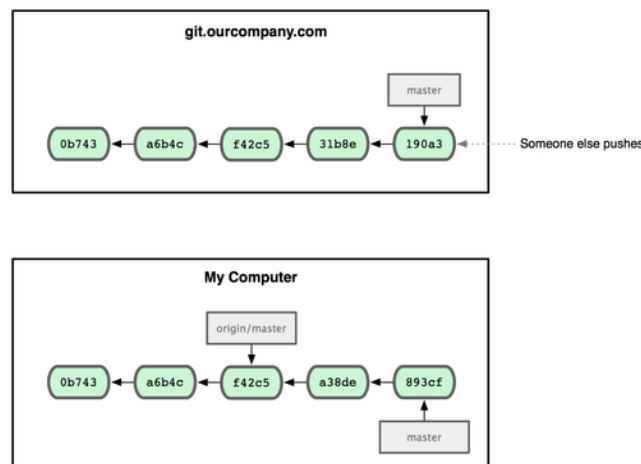 git.ourcompany.com
master
0b743
a6b4c
f42c5
31b8e
190a3
Someone else pushes
My Computer
origin/master
0b743
a6b4c
f42c5
a38de
893cf
master